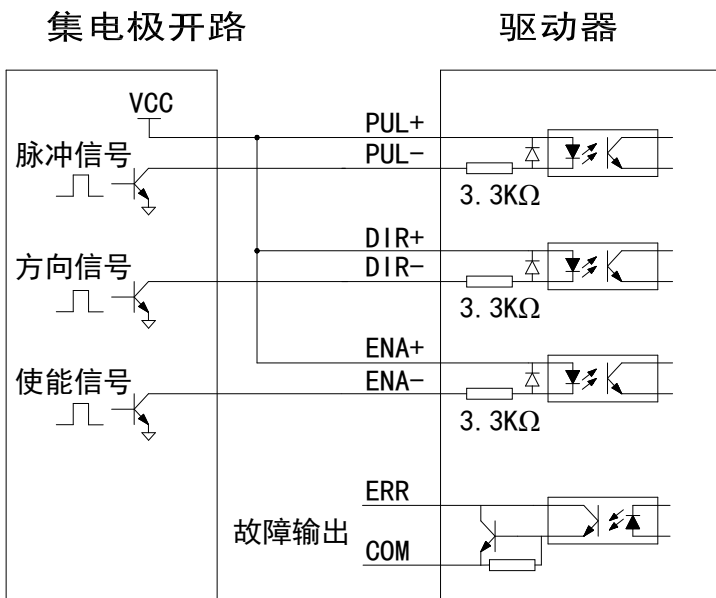 集电极开路
驱动器
VCC
PUL+
脉冲信号
PUL-
3.3KΩ
DIR+
方向信号
DIR-
3.3KΩ
ENA+
使能信号
ENA-
3.3KΩ
ERR
故障输出
COM